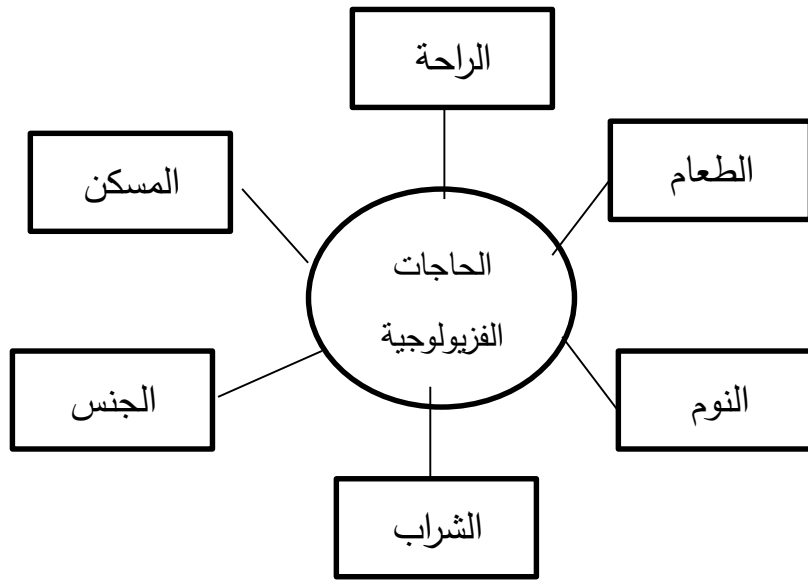 الراحة
الطعام
المسكن
الحاجات
الفزيولوجية
النوم
الجنس
الشراب